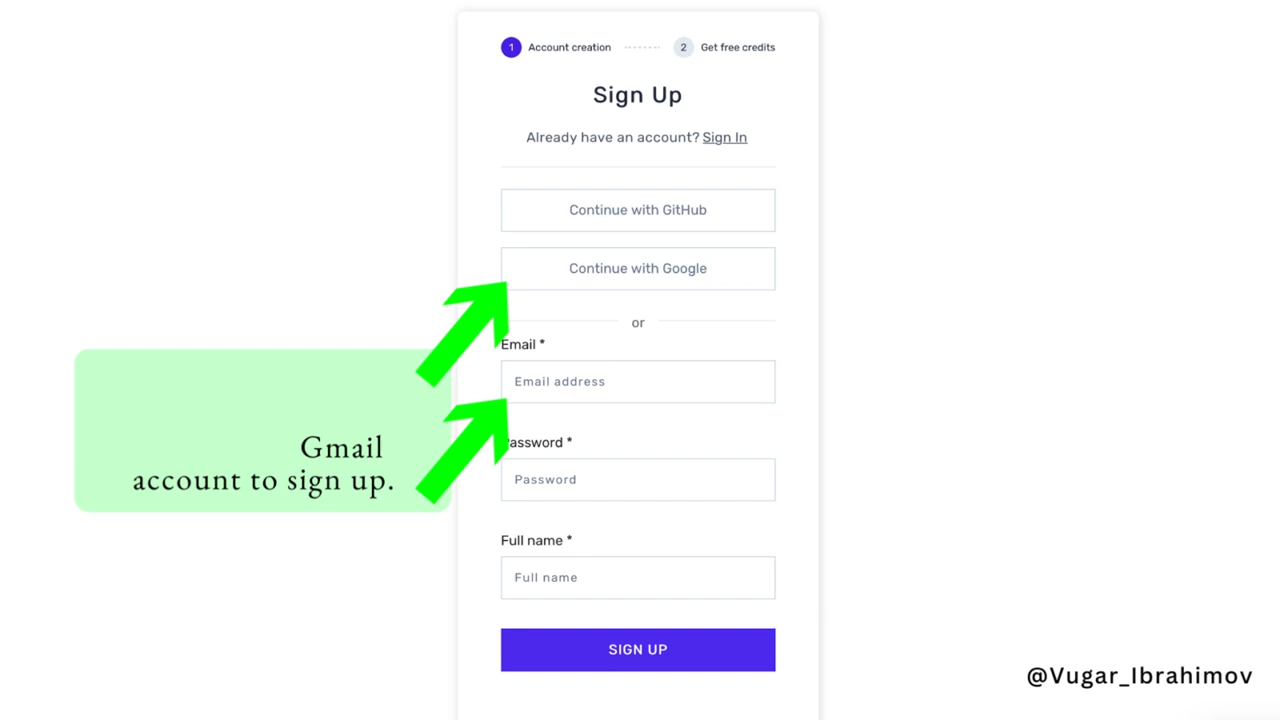 1 Account creation 2 Get free credits
Sign Up
Already have an account? Sign In
Continue with GitHub
Continue with Google
or
Email *
Email address
Gmail
account to sign up.
Password *
Password
Full name *
Full name
SIGN UP
@Vugar_Ibrahimov